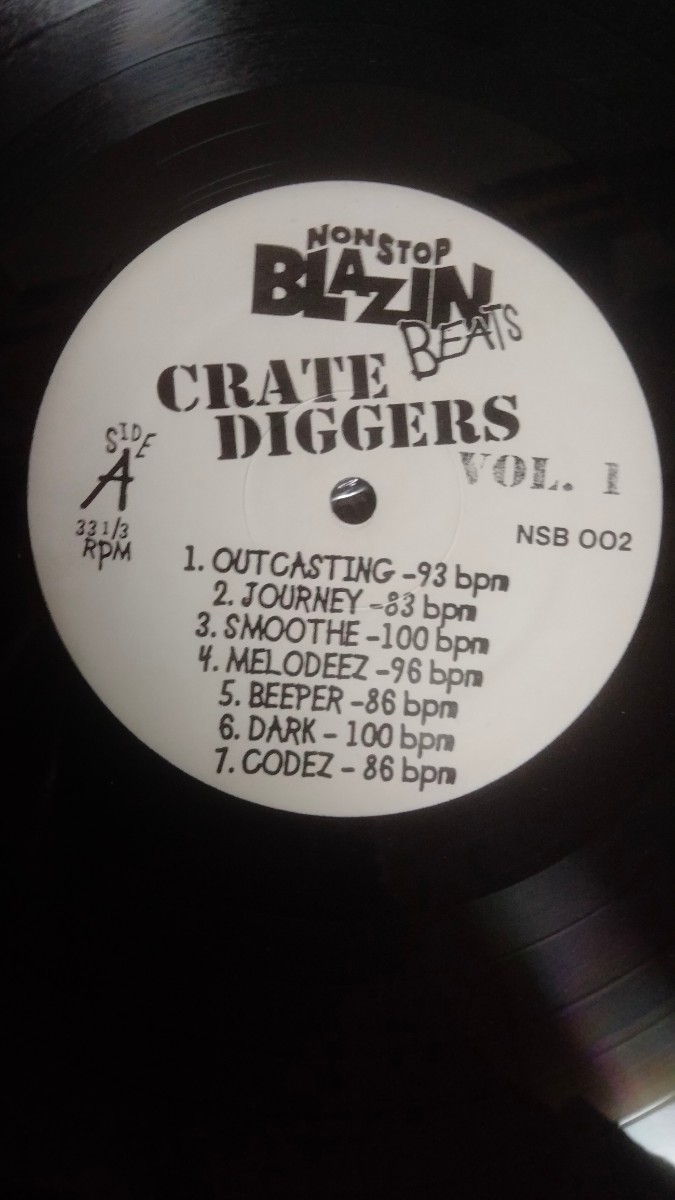 NONSTOP
BLAZIN
BEATS
CRATE
DIGGERS
VOL. 1
SIDE
A
33 1/3
RPM
NSB 002
1. OUTCASTING -93 bpm
2. JOURNEY -83 bpm
3. SMOOTHE -100 bpm
4. MELODEEZ -96 bpm
5. BEEPER -86 bpm
6. DARK - 100 bpm
7. CODEZ - 86 bpm